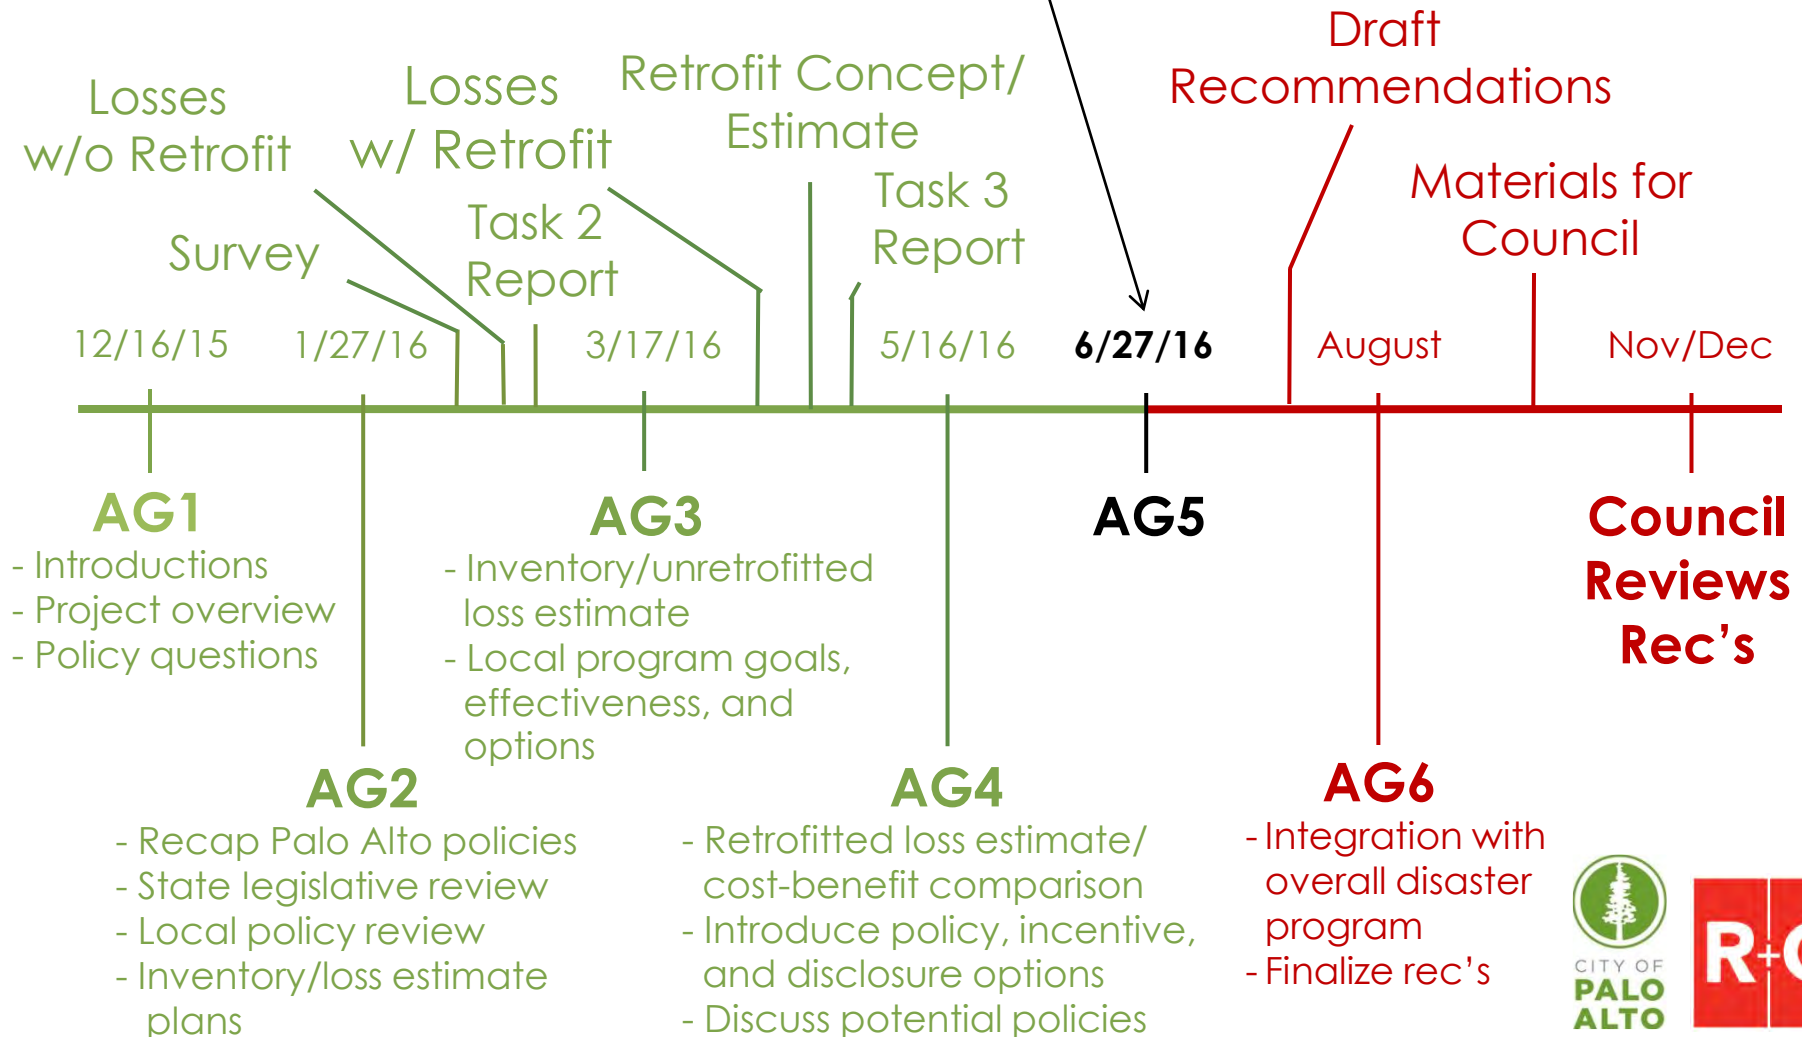 Losses
w/o Retrofit
Losses
w/ Retrofit
Retrofit Concept/
Estimate
Draft
Recommendations
Survey
Task 2
Report
Task 3
Report
Materials for
Council
12/16/15
1/27/16
3/17/16
5/16/16
6/27/16
August
Nov/Dec
AG1
- Introductions
- Project overview
- Policy questions
AG3
- Inventory/unretrofitted
loss estimate
- Local program goals,
effectiveness, and
options
AG5
Council
Reviews
Rec's
AG2
- Recap Palo Alto policies
- State legislative review
- Local policy review
- Inventory/loss estimate
plans
AG4
- Retrofitted loss estimate/
cost-benefit comparison
- Introduce policy, incentive,
and disclosure options
- Discuss potential policies
AG6
- Integration with
overall disaster
program
- Finalize rec's
CITY OF
PALO
ALTO
R+C